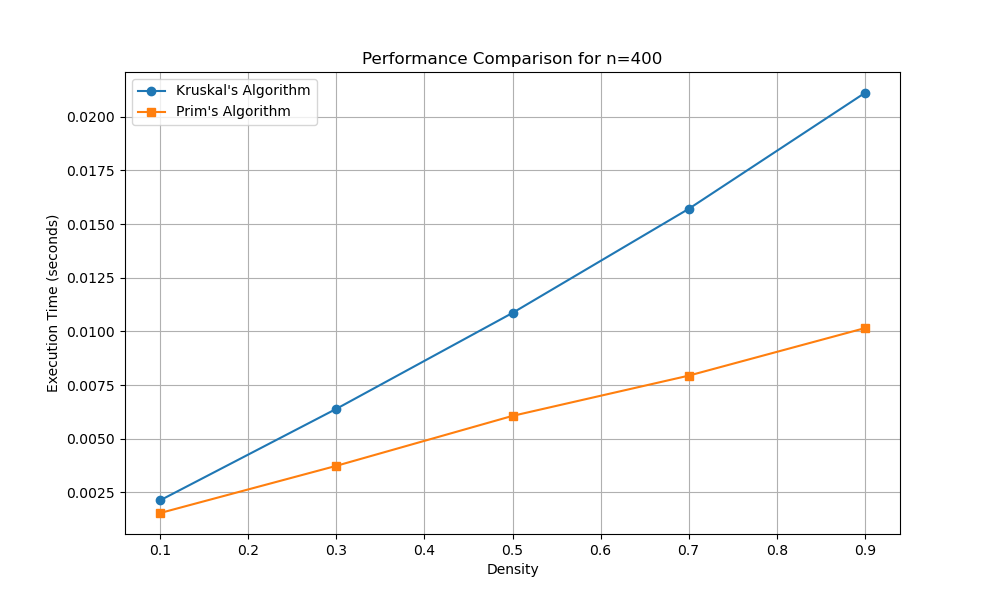 Performance Comparison for n=400
Kruskal's Algorithm
Prim's Algorithm
Execution Time (seconds)
0.0200
0.0175
0.0150
0.0125
0.0100
0.0075
0.0050
0.0025
0.1 0.2 0.3 0.4 0.5 0.6 0.7 0.8 0.9
Density